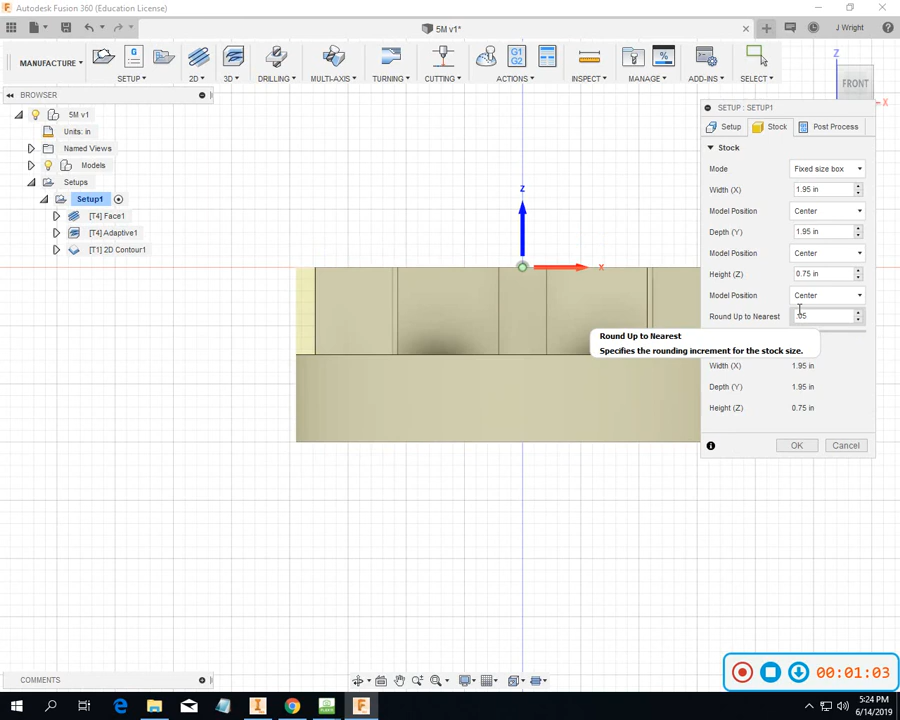 Autodesk Fusion 360 (Education License)
5M v1*
J Wright
MANUFACTURE
G
G1
G2
%
SETUP
2D
3D
DRILLING
MULTI-AXIS
TURNING
CUTTING
ACTIONS
INSPECT
MANAGE
ADD-INS
SELECT
BROWSER
5M v1
Units: in
Named Views
Models
Setups
Setup1
[T4] Face1
[T4] Adaptive1
[T1] 2D Contour1
Z
X
Z
FRONT
X
SETUP : SETUP1
Setup
Stock
Post Process
Stock
Mode
Fixed size box
Width (X)
1.95 in
Model Position
Center
Depth (Y)
1.95 in
Model Position
Center
Height (Z)
0.75 in
Model Position
Center
Round Up to Nearest
.05
Round Up to Nearest
Specifies the rounding increment for the stock size.
Width (X)
1.95 in
Depth (Y)
1.95 in
Height (Z)
0.75 in
OK
Cancel
COMMENTS
00:01:03
5:24 PM
6/14/2019